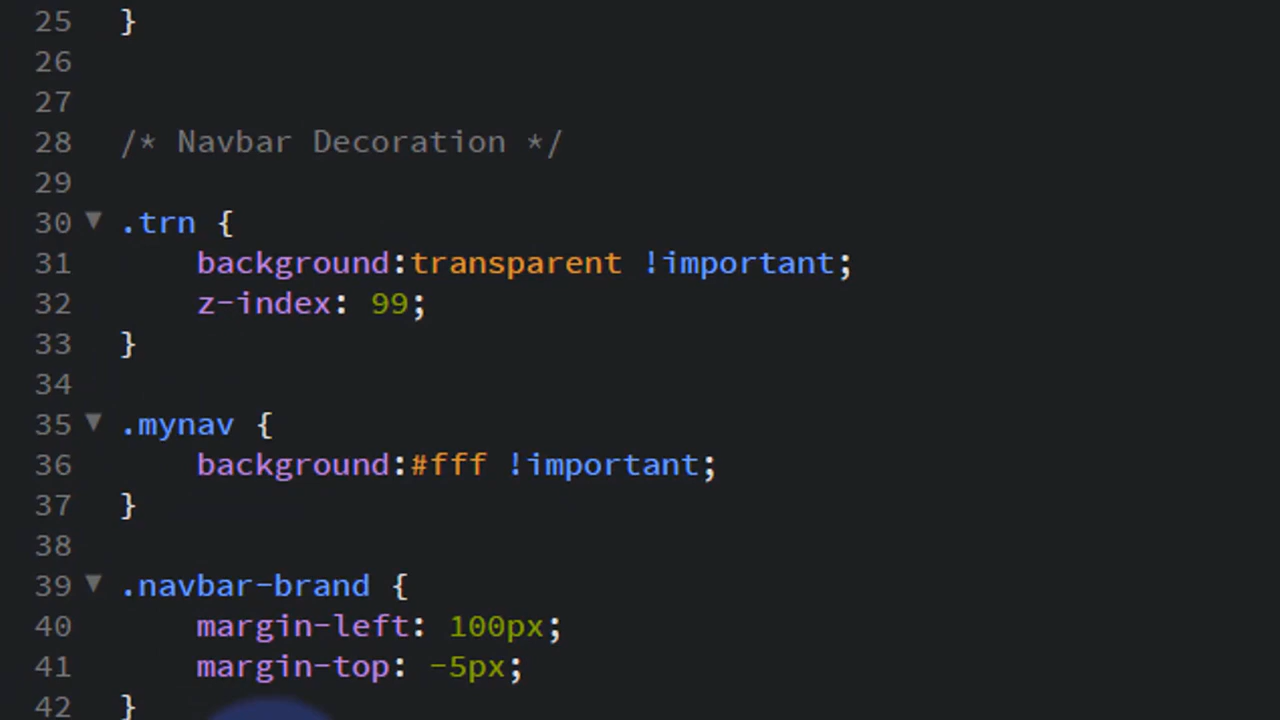 25 }
26
27
28 /* Navbar Decoration */
29
30 .trn {
31 background:transparent !important;
32 z-index: 99;
33 }
34
35 .mynav {
36 background:#fff !important;
37 }
38
39 .navbar-brand {
40 margin-left: 100px;
41 margin-top: -5px;
42 }